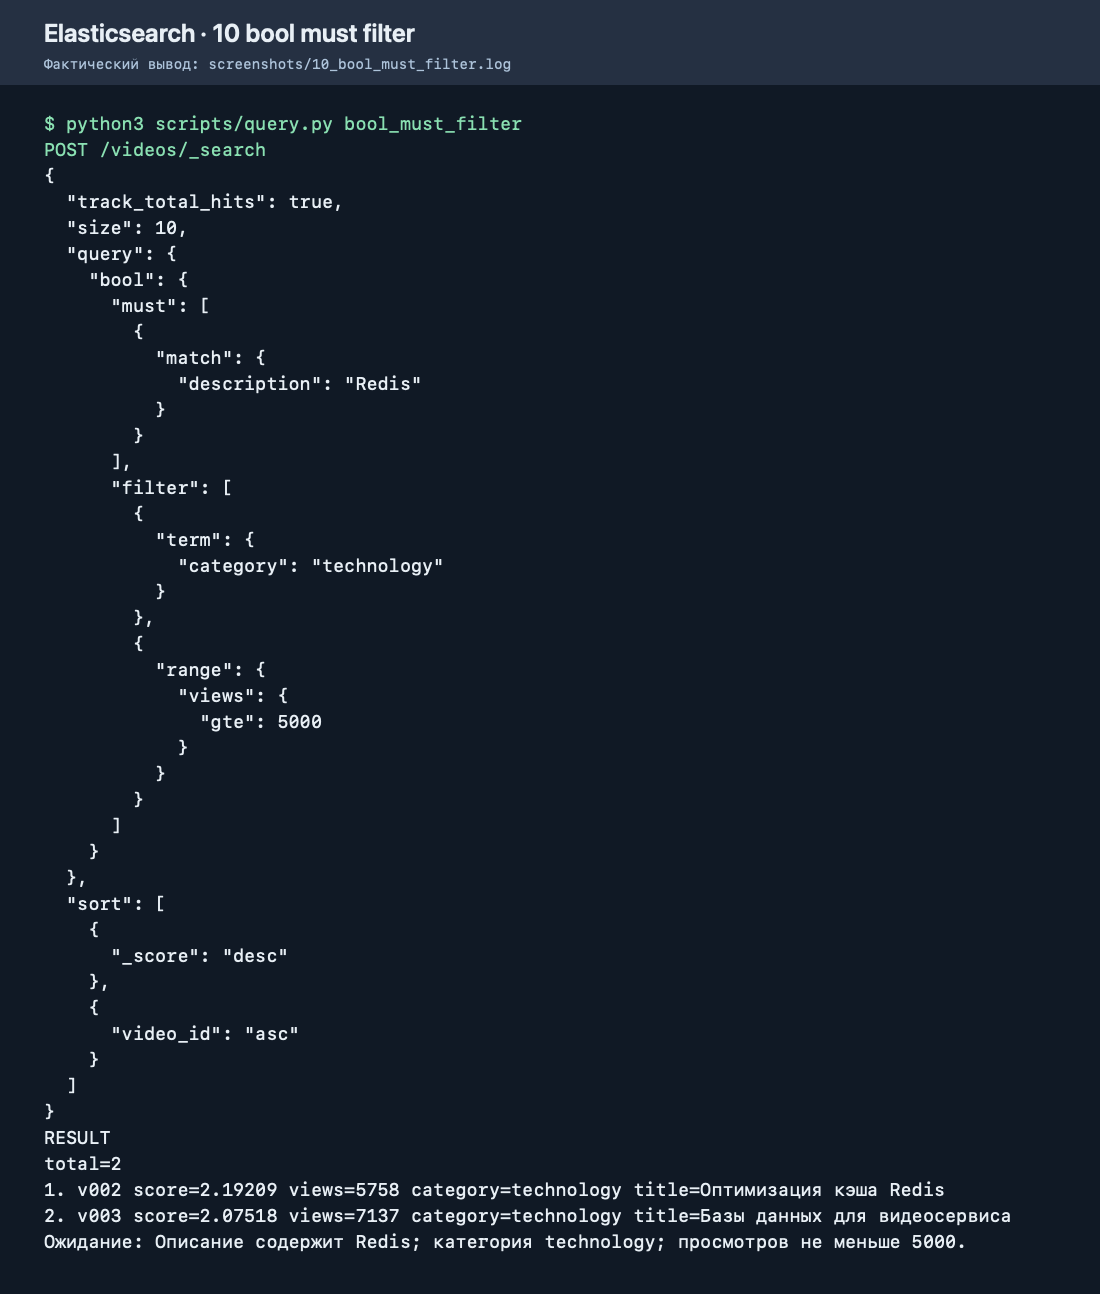 Elasticsearch · 10 bool must filter
Фактический вывод: screenshots/10_bool_must_filter.log
$ python3 scripts/query.py bool_must_filter
POST /videos/_search
{
  "track_total_hits": true,
  "size": 10,
  "query": {
    "bool": {
      "must": [
        {
          "match": {
            "description": "Redis"
          }
        }
      ],
      "filter": [
        {
          "term": {
            "category": "technology"
          }
        },
        {
          "range": {
            "views": {
              "gte": 5000
            }
          }
        }
      ]
    }
  },
  "sort": [
    {
      "_score": "desc"
    },
    {
      "video_id": "asc"
    }
  ]
}
RESULT
total=2
1. v002 score=2.19209 views=5758 category=technology title=Оптимизация кэша Redis
2. v003 score=2.07518 views=7137 category=technology title=Базы данных для видеосервиса
Ожидание: Описание содержит Redis; категория technology; просмотров не меньше 5000.